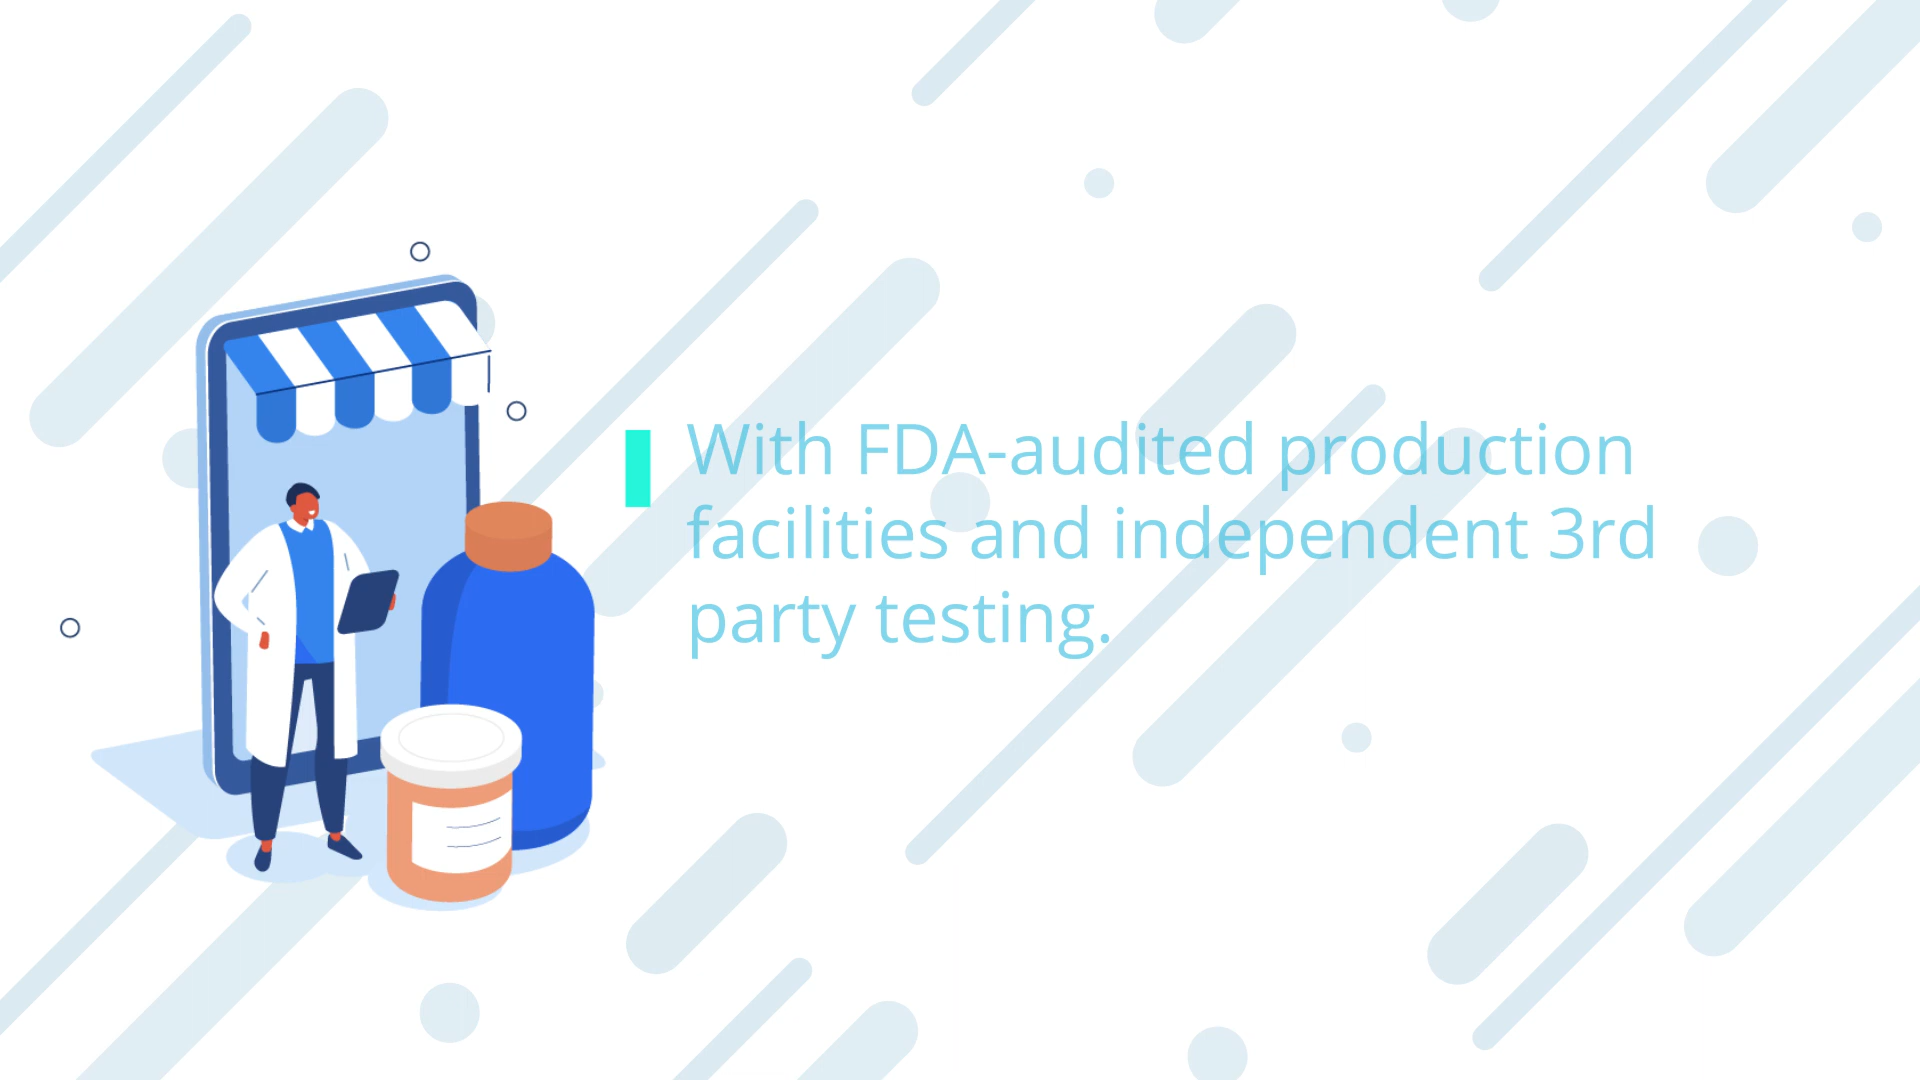 With FDA-audited production
facilities and independent 3rd
party testing.